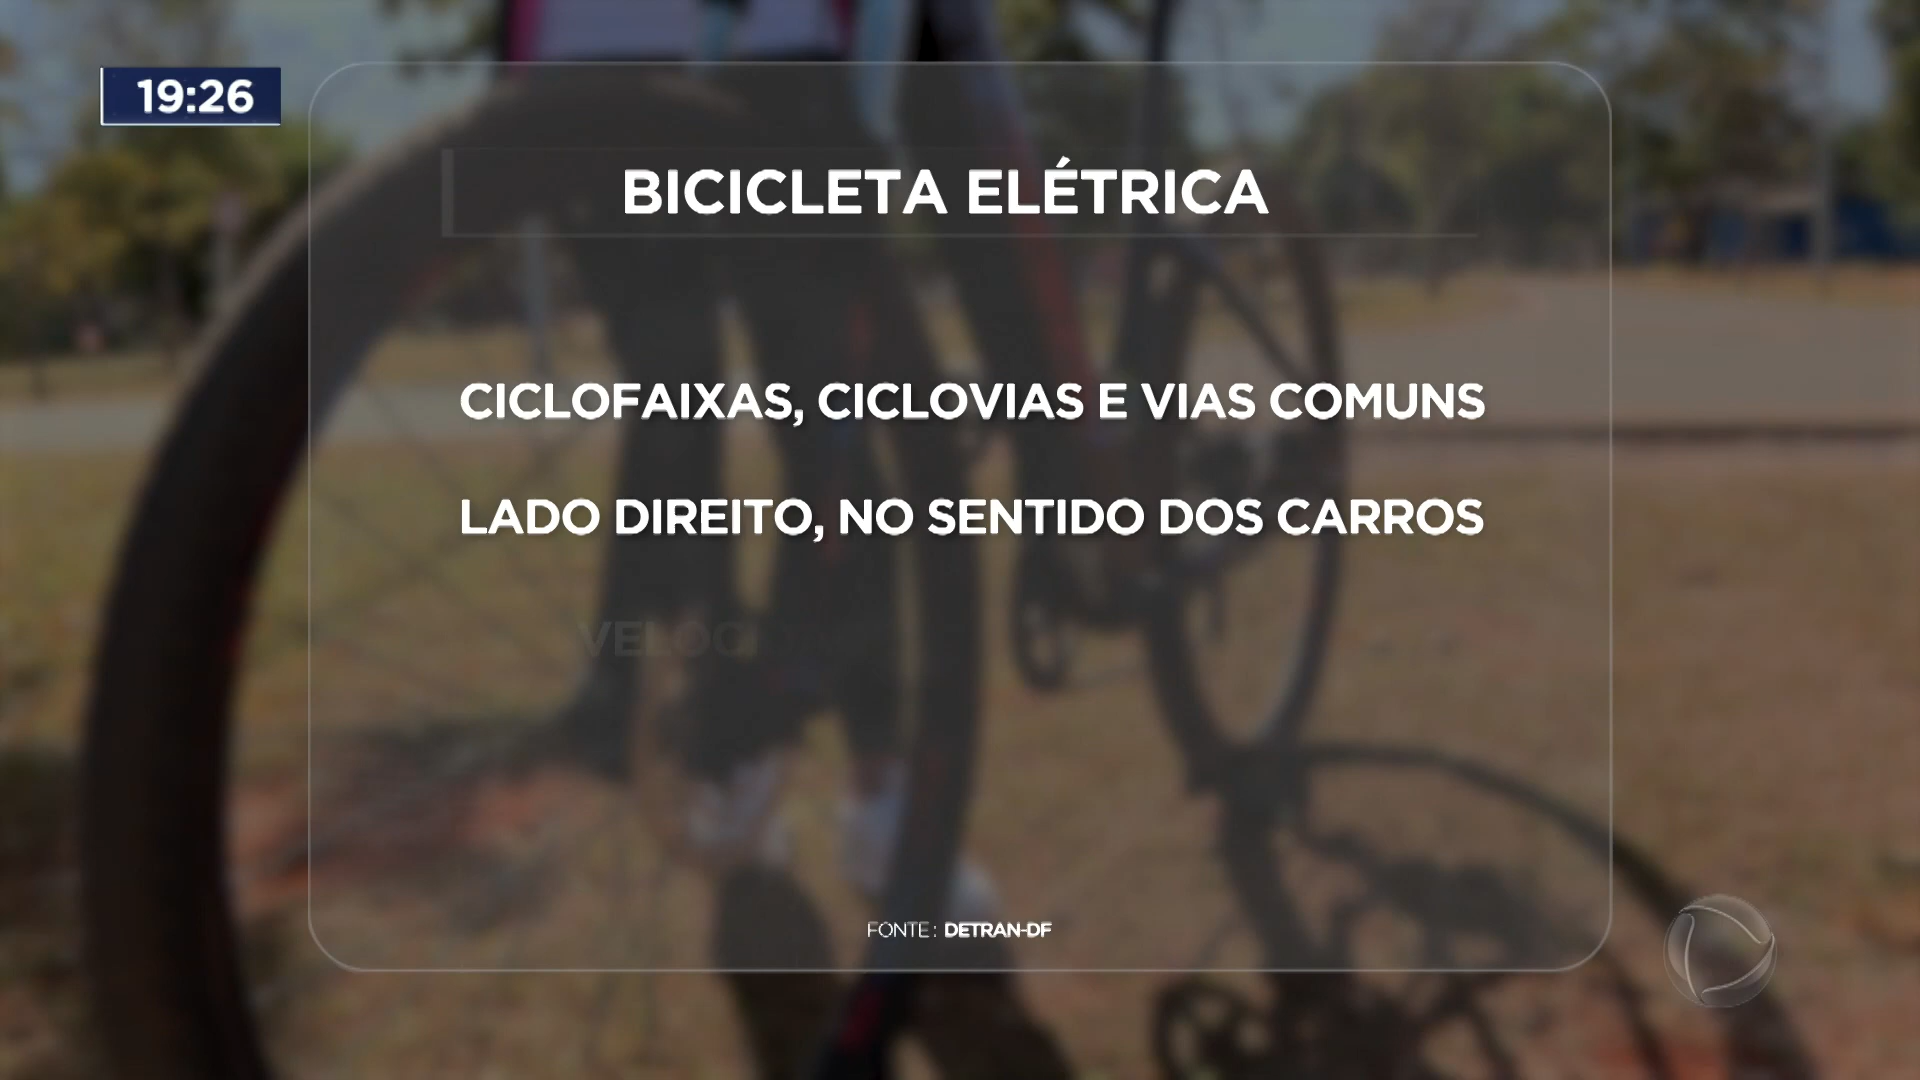 19:26
BICICLETA ELÉTRICA
CICLOFAIXAS, CICLOVIAS E VIAS COMUNS
LADO DIREITO, NO SENTIDO DOS CARROS
FONTE: DETRAN-DF